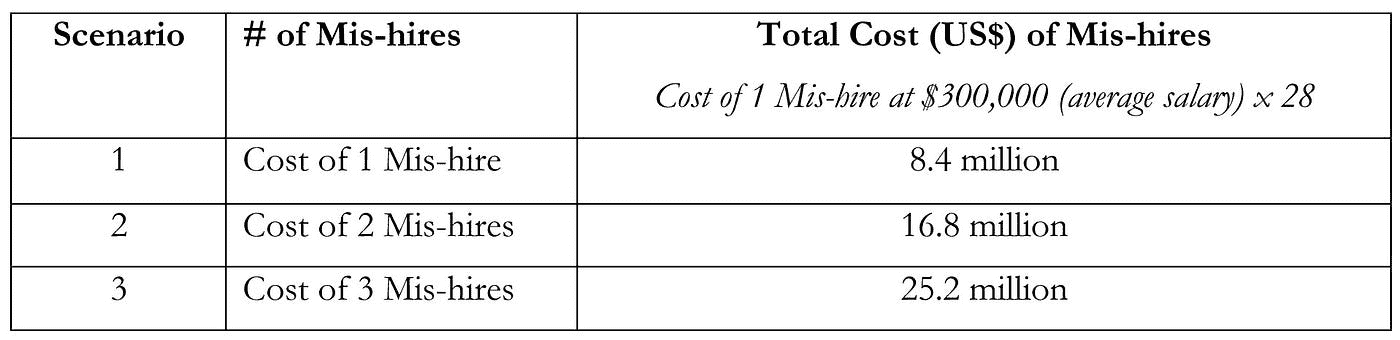 Scenario # of Mis-hires Total Cost (US$) of Mis-hires
Cost of 1 Mis-hire at $300,000 (average salary) x 28
1 Cost of 1 Mis-hire 8.4 million
2 Cost of 2 Mis-hires 16.8 million
3 Cost of 3 Mis-hires 25.2 million